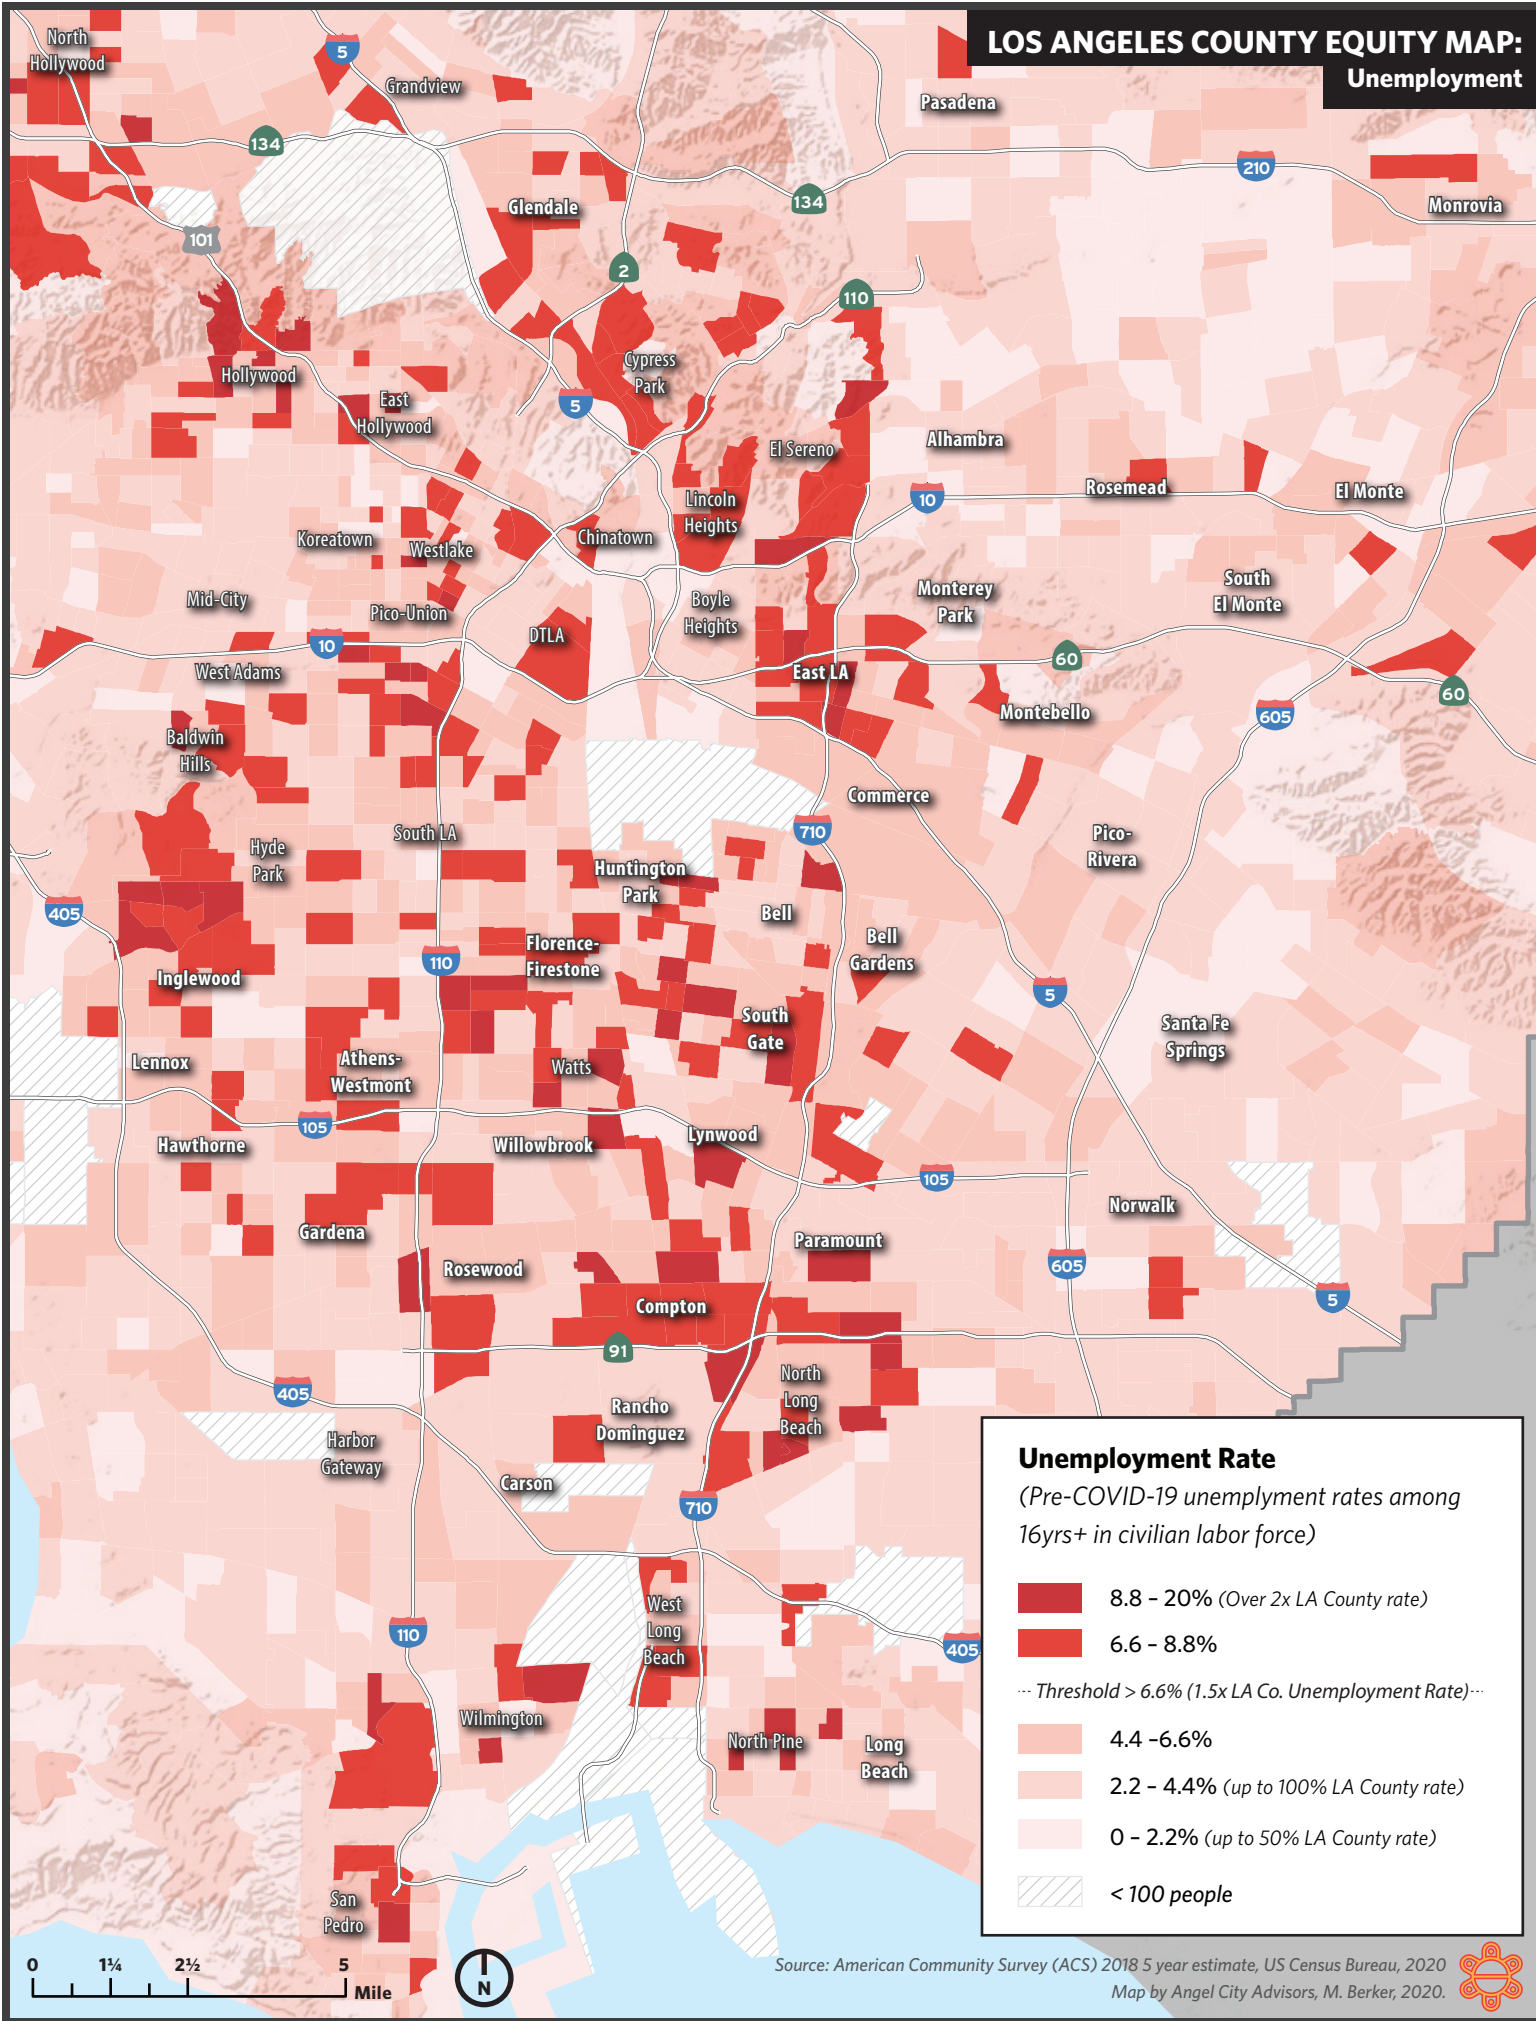 LOS ANGELES COUNTY EQUITY MAP:
Unemployment
North
Hollywood
5
Grandview
Pasadena
134
210
134
Glendale
Monrovia
101
2
110
Cypress
Park
Hollywood
East
Hollywood
5
El Sereno
Alhambra
Lincoln
Heights
10
Rosemead
El Monte
Koreatown
Westlake
Chinatown
Mid-City
Pico-Union
Boyle
Heights
Monterey
Park
South
El Monte
DTLA
10
West Adams
East LA
60
60
Montebello
605
Baldwin
Hills
Commerce
South LA
710
Pico-
Rivera
Hyde
Park
Huntington
Park
405
Bell
Bell
Gardens
110
Florence-
Firestone
Inglewood
5
South
Gate
Santa Fe
Springs
Lennox
Athens-
Westmont
Watts
105
Hawthorne
Willowbrook
Lynwood
105
Norwalk
Gardena
Paramount
Rosewood
605
5
Compton
91
405
North
Long
Beach
Rancho
Dominguez
Harbor
Gateway
Carson
710
West
Long
Beach
110
405
Wilmington
North Pine
Long
Beach
San
Pedro
Unemployment Rate
(Pre-COVID-19 unemplyment rates among
16yrs+ in civilian labor force)
8.8 – 20% (Over 2x LA County rate)
6.6 – 8.8%
Threshold > 6.6% (1.5x LA Co. Unemployment Rate)
4.4 –6.6%
2.2 – 4.4% (up to 100% LA County rate)
0 – 2.2% (up to 50% LA County rate)
< 100 people
0 1¼ 2½ 5
Mile
N
Source: American Community Survey (ACS) 2018 5 year estimate, US Census Bureau, 2020
Map by Angel City Advisors, M. Berker, 2020.